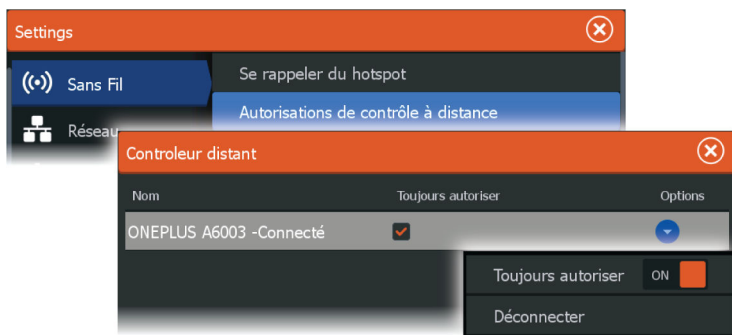 Settings
Sans Fil
Se rappeler du hotspot
Autorisations de contrôle à distance
Réseau
Controleur distant
Nom Toujours autoriser Options
ONEPLUS A6003 -Connecté
Toujours autoriser ON
Déconnecter